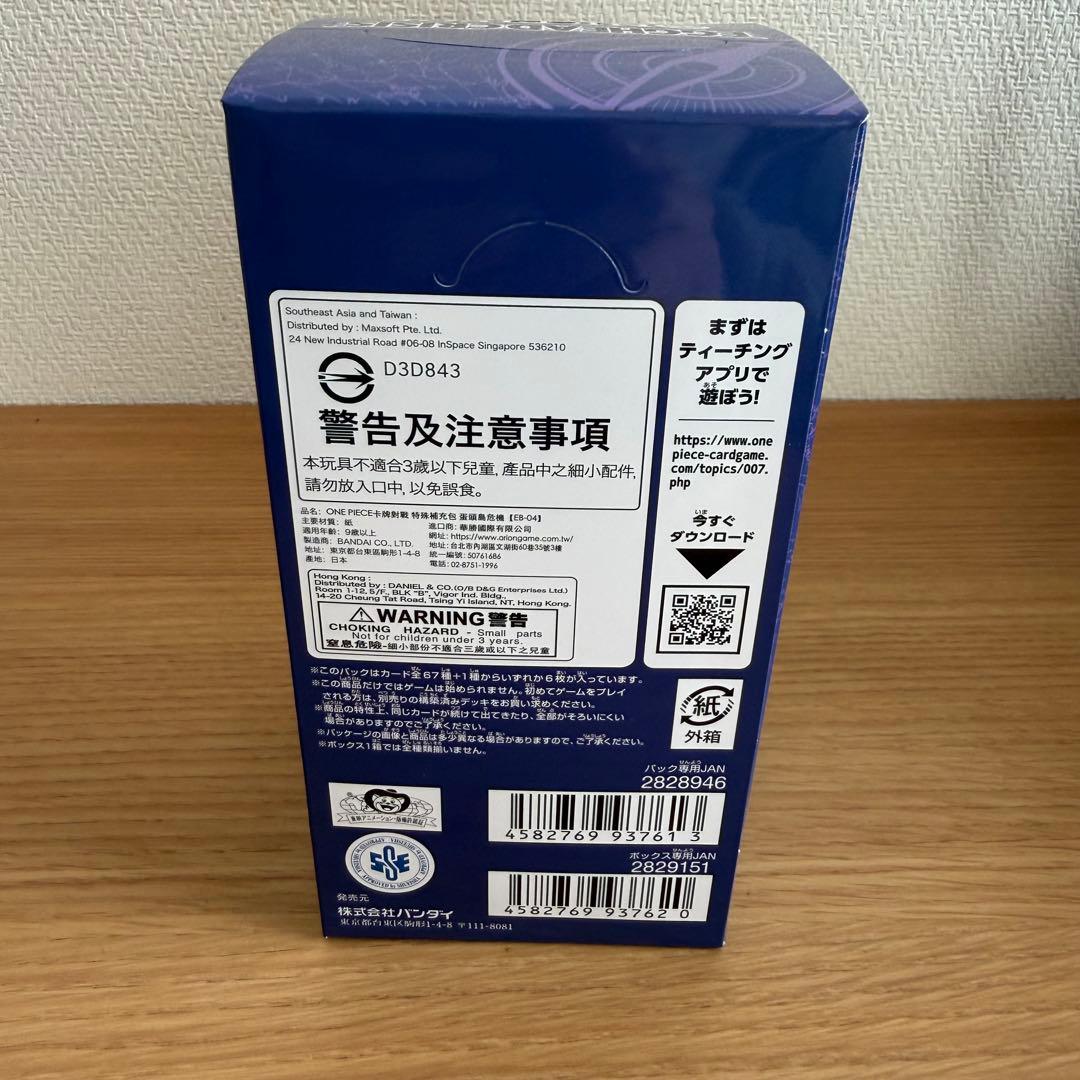 Southeast Asia and Taiwan :
Distributed by : Maxsoft Pte. Ltd.
24 New Industrial Road #06-08 InSpace Singapore 536210
D3D843
警告及注意事項
本玩具不適合3歲以下兒童, 產品中之細小配件,
請勿放入口中, 以免誤食。
品名: ONE PIECE卡牌對戰 特殊補充包 蛋頭島危機【EB-04】
主要材質: 紙
適用年齡: 9歲以上
製造商: BANDAI CO., LTD.
地址: 東京都台東區駒形1-4-8
產地: 日本
進口商: 華勝國際有限公司
網址: https://www.ariongame.com.tw/
地址: 台北市內湖區文湖街60巷35號3樓
統一編號: 50761686
電話: 02-8751-1996
Hong Kong :
Distributed by : DANIEL & CO.(O/B D&G Enterprises Ltd.)
Room 1-12, 5/F., BLK "B", Vigor Ind. Bldg.,
14-20 Cheung Tat Road, Tsing Yi Island, NT, Hong Kong.
WARNING 警告
CHOKING HAZARD - Small parts
Not for children under 3 years.
窒息危險-細小部份不適合三歲或以下之兒童
まずは
ティーチング
アプリで
遊ぼう!
https://www.one
piece-cardgame.
com/topics/007.
php
今すぐ
ダウンロード
※このパックはカード全67種+1種からいずれか6枚が入っています。
※この商品だけではゲームは始められません。初めてゲームをプレイ
される方は、別売りの構築済みデッキをお買い求めください。
※商品の特性上、同じカードが続けて出てきたり、全部がそろいにくい
場合がありますのでご了承ください。
※パッケージの画像と商品は多少異なる場合がありますので、ご了承ください。
※ボックス1箱では全種類揃いません。
紙
外箱
パック専用JAN
2828946
4582769 937613
ボックス専用JAN
2829151
4582769 937620
東映アニメーション・版権許諾証
SSE
APPROVED by SHUEISHA
発売元
株式会社バンダイ
東京都台東区駒形1-4-8 〒111-8081